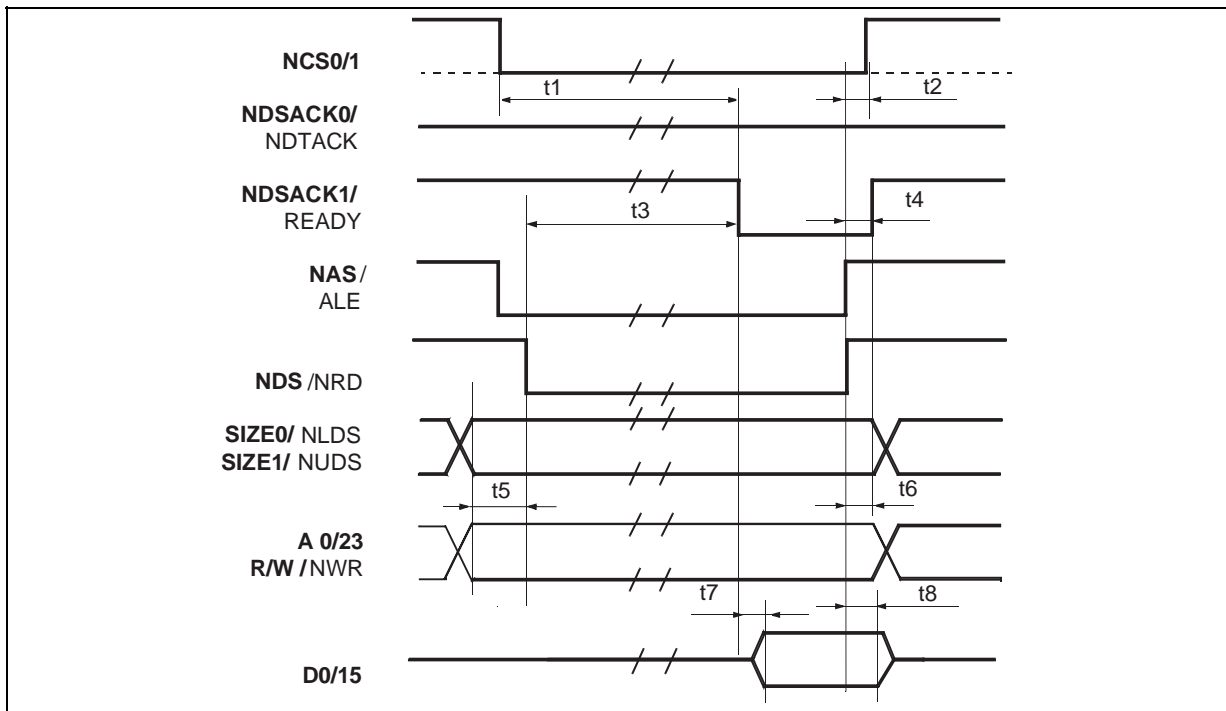 NCS0/1
t1
t2
NDSACK0/
NDTACK
NDSACK1/
READY
t3
t4
NAS/
ALE
NDS /NRD
SIZE0/ NLDS
SIZE1/ NUDS
t5
t6
A 0/23
R/W /NWR
t7
t8
D0/15